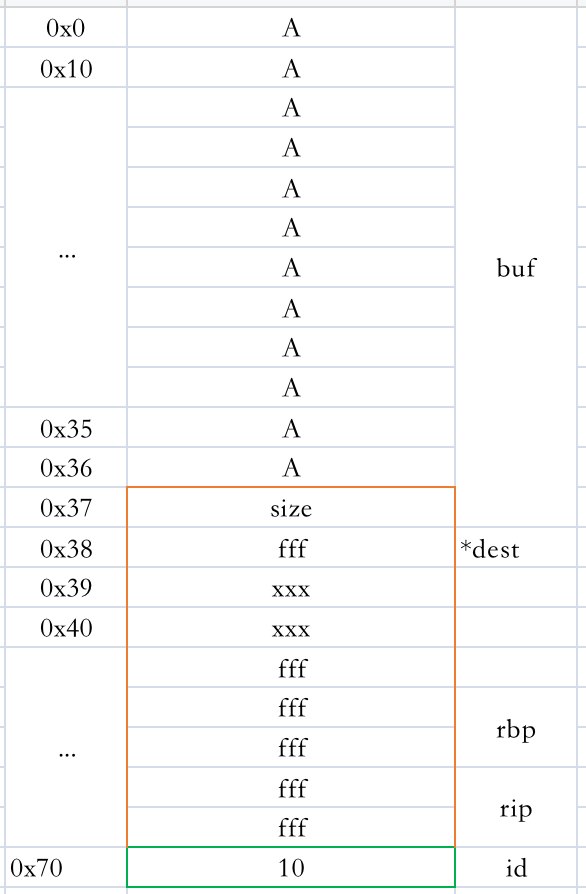 0x0 A
0x10 A
A
A
A
A
... A buf
A
A
A
0x35 A
0x36 A
0x37 size
0x38 fff *dest
0x39 xxx
0x40 xxx
fff
fff rbp
... fff
fff rip
fff
0x70 10 id